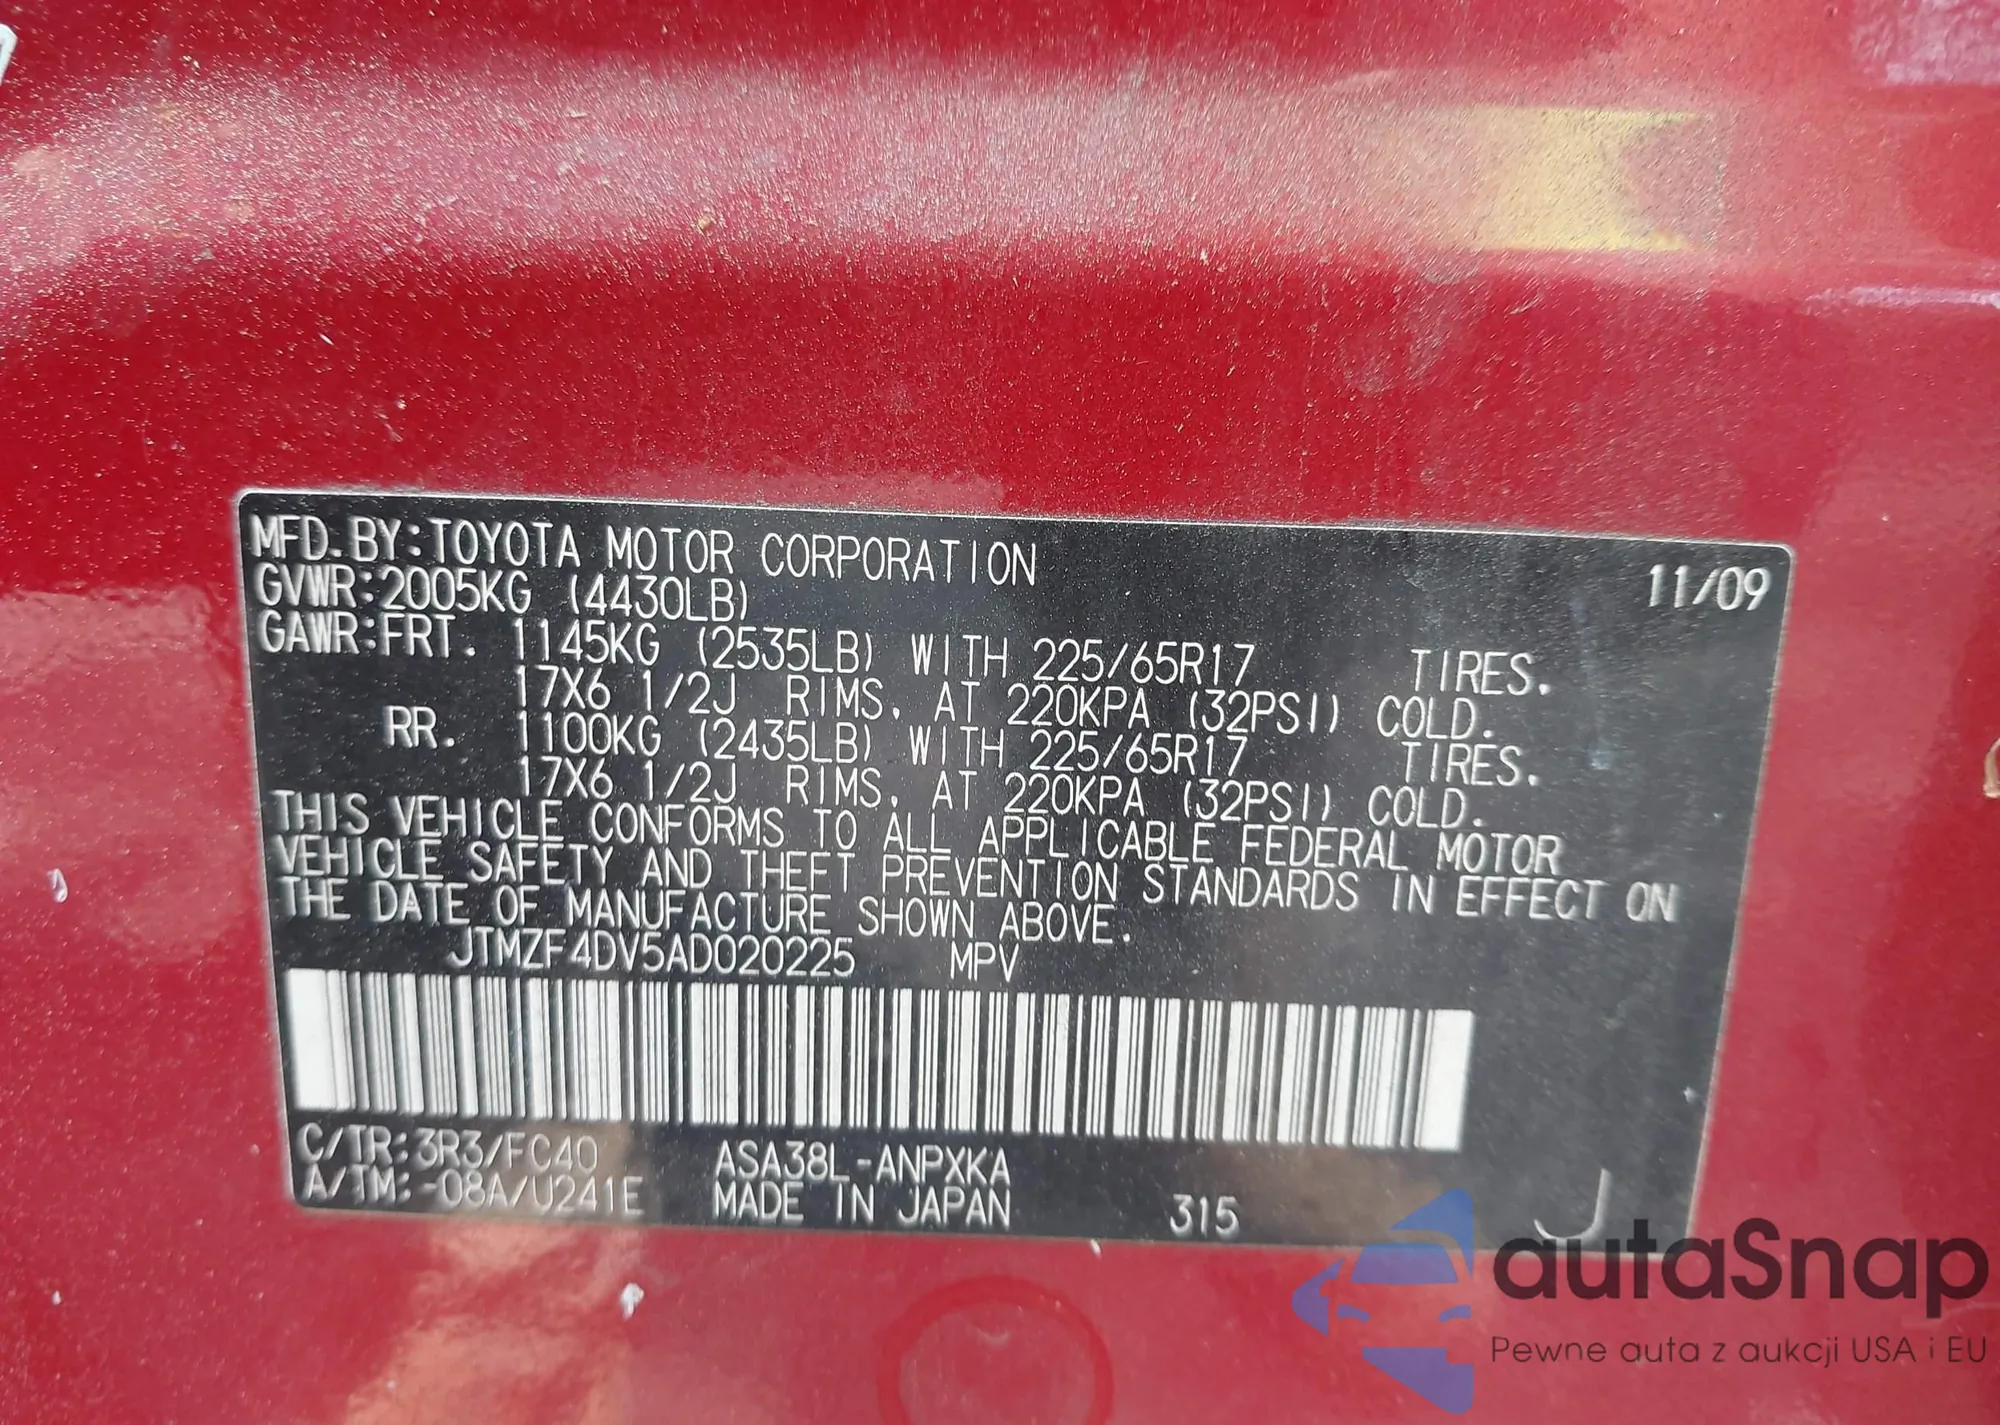 MFD.BY:TOYOTA MOTOR CORPORATION 11/09
GVWR:2005KG (4430LB)
GAWR:FRT. 1145KG (2535LB) WITH 225/65R17 TIRES.
17X6 1/2J RIMS, AT 220KPA (32PSI) COLD.
RR. 1100KG (2435LB) WITH 225/65R17 TIRES.
17X6 1/2J RIMS, AT 220KPA (32PSI) COLD.
THIS VEHICLE CONFORMS TO ALL APPLICABLE FEDERAL MOTOR
VEHICLE SAFETY AND THEFT PREVENTION STANDARDS IN EFFECT ON
THE DATE OF MANUFACTURE SHOWN ABOVE.
JTMZF4DV5AD020225 MPV
C/TR:3R3/FC40 ASA38L-ANPXKA
A/TM:-08A/U241E MADE IN JAPAN 315 J
autaSnap
Pewne auta z aukcji USA i EU